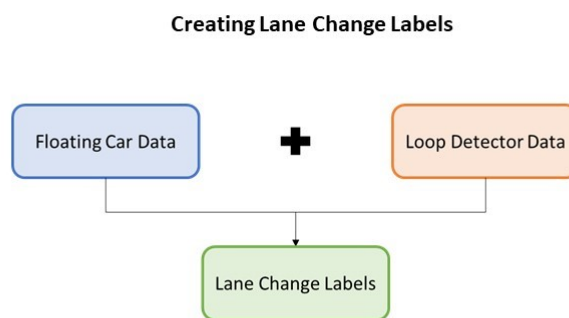 Creating Lane Change Labels
Floating Car Data
Loop Detector Data
Lane Change Labels